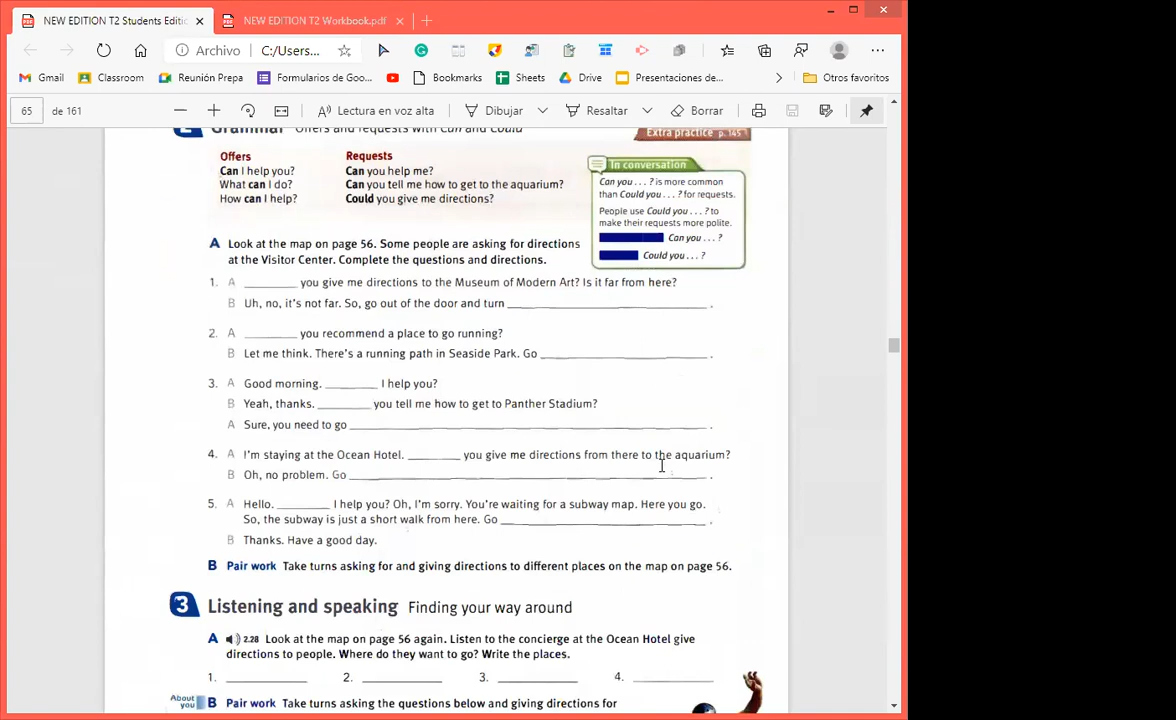 NEW EDITION T2 Students Editio
NEW EDITION T2 Workbook.pdf
Archivo
C:/Users...
Gmail
Classroom
Reunión Prepa
Formularios de Goo...
Bookmarks
Sheets
Drive
Presentaciones de...
Otros favoritos
65
de 161
Lectura en voz alta
Dibujar
Resaltar
Borrar
2 Grammar Offers and requests with Can and Could
Extra practice p. 145
Offers
Can I help you?
What can I do?
How can I help?
Requests
Can you help me?
Can you tell me how to get to the aquarium?
Could you give me directions?
In conversation
Can you . . . ? is more common
than Could you . . . ? for requests.
People use Could you . . . ? to
make their requests more polite.
Can you . . . ?
Could you . . . ?
A Look at the map on page 56. Some people are asking for directions
at the Visitor Center. Complete the questions and directions.
1. A ________ you give me directions to the Museum of Modern Art? Is it far from here?
B Uh, no, it's not far. So, go out of the door and turn ________ .
2. A ________ you recommend a place to go running?
B Let me think. There's a running path in Seaside Park. Go ________ .
3. A Good morning. ________ I help you?
B Yeah, thanks. ________ you tell me how to get to Panther Stadium?
A Sure, you need to go ________ .
4. A I'm staying at the Ocean Hotel. ________ you give me directions from there to the aquarium?
B Oh, no problem. Go ________ .
5. A Hello. ________ I help you? Oh, I'm sorry. You're waiting for a subway map. Here you go.
So, the subway is just a short walk from here. Go ________ .
B Thanks. Have a good day.
B Pair work Take turns asking for and giving directions to different places on the map on page 56.
3 Listening and speaking Finding your way around
A 2.28 Look at the map on page 56 again. Listen to the concierge at the Ocean Hotel give
directions to people. Where do they want to go? Write the places.
1. ________ 2. ________ 3. ________ 4. ________
About
you
B Pair work Take turns asking the questions below and giving directions for